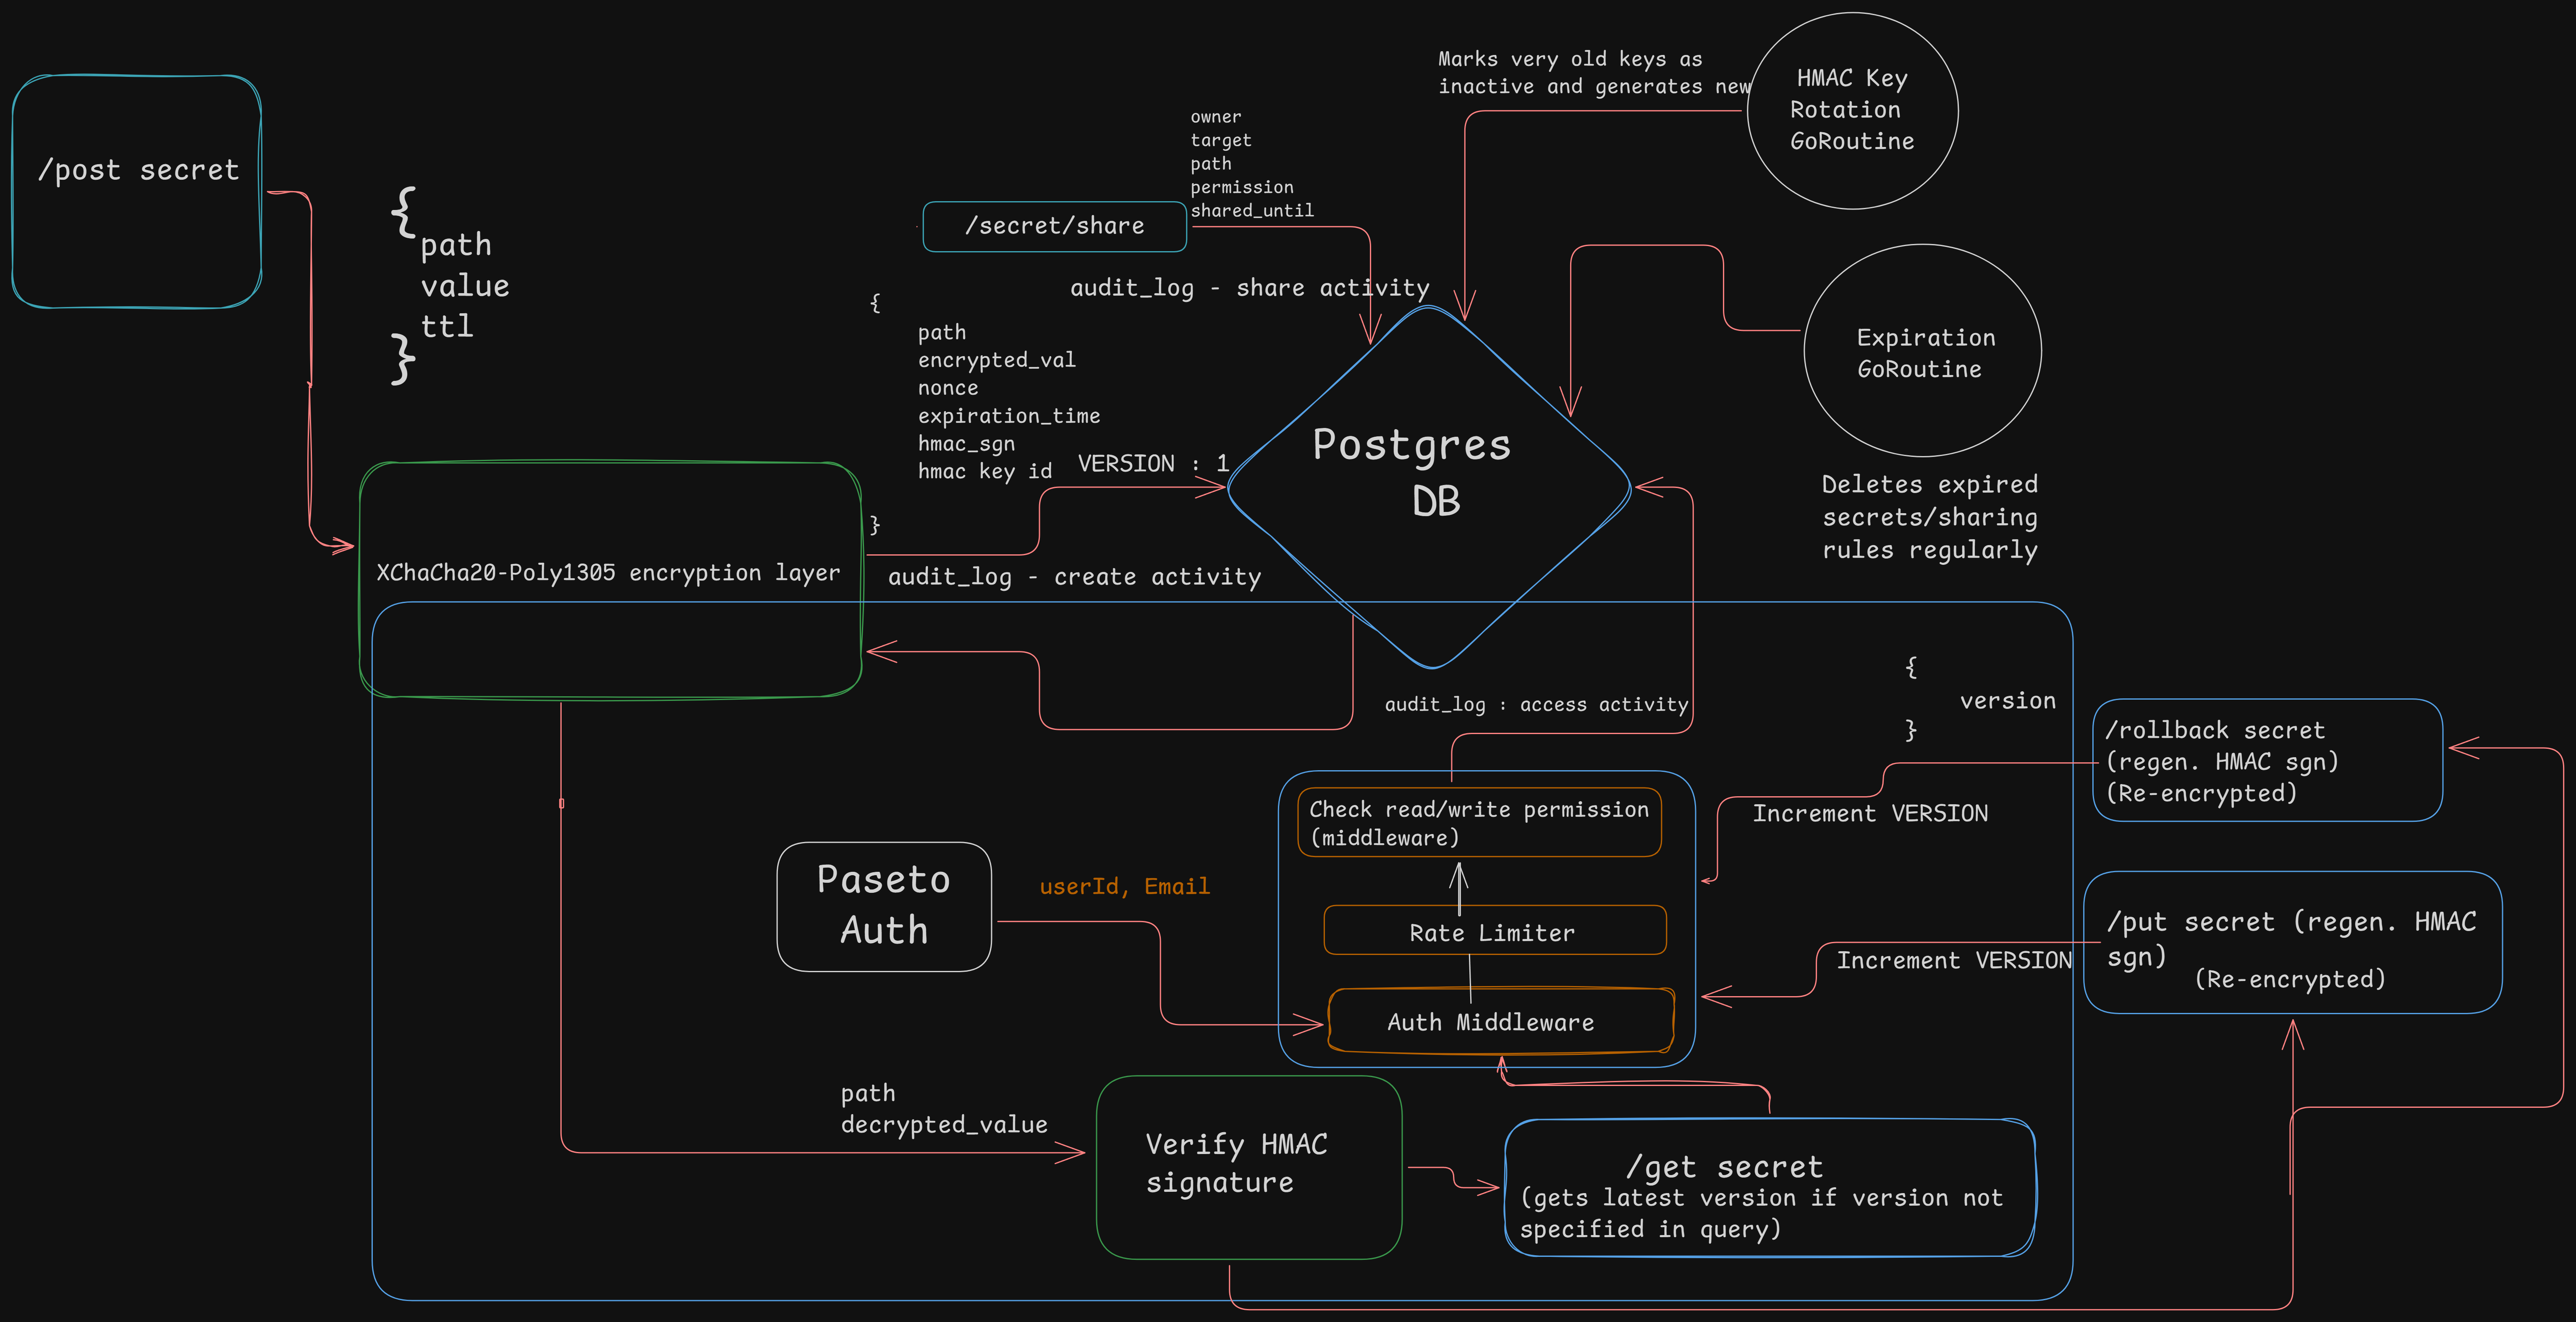 /post secret
{
path
value
ttl
}
Marks very old keys as
inactive and generates new
HMAC Key
Rotation
GoRoutine
owner
target
path
permission
shared_until
/secret/share
audit_log - share activity
{
path
encrypted_val
nonce
expiration_time
hmac_sgn
hmac key id
}
VERSION : 1
Postgres
DB
Expiration
GoRoutine
Deletes expired
secrets/sharing
rules regularly
XChaCha20-Poly1305 encryption layer
audit_log - create activity
audit_log : access activity
{
version
}
/rollback secret
(regen. HMAC sgn)
(Re-encrypted)
Increment VERSION
Check read/write permission
(middleware)
Paseto
Auth
userId, Email
Rate Limiter
Auth Middleware
/put secret (regen. HMAC
sgn)
(Re-encrypted)
Increment VERSION
path
decrypted_value
Verify HMAC
signature
/get secret
(gets latest version if version not
specified in query)